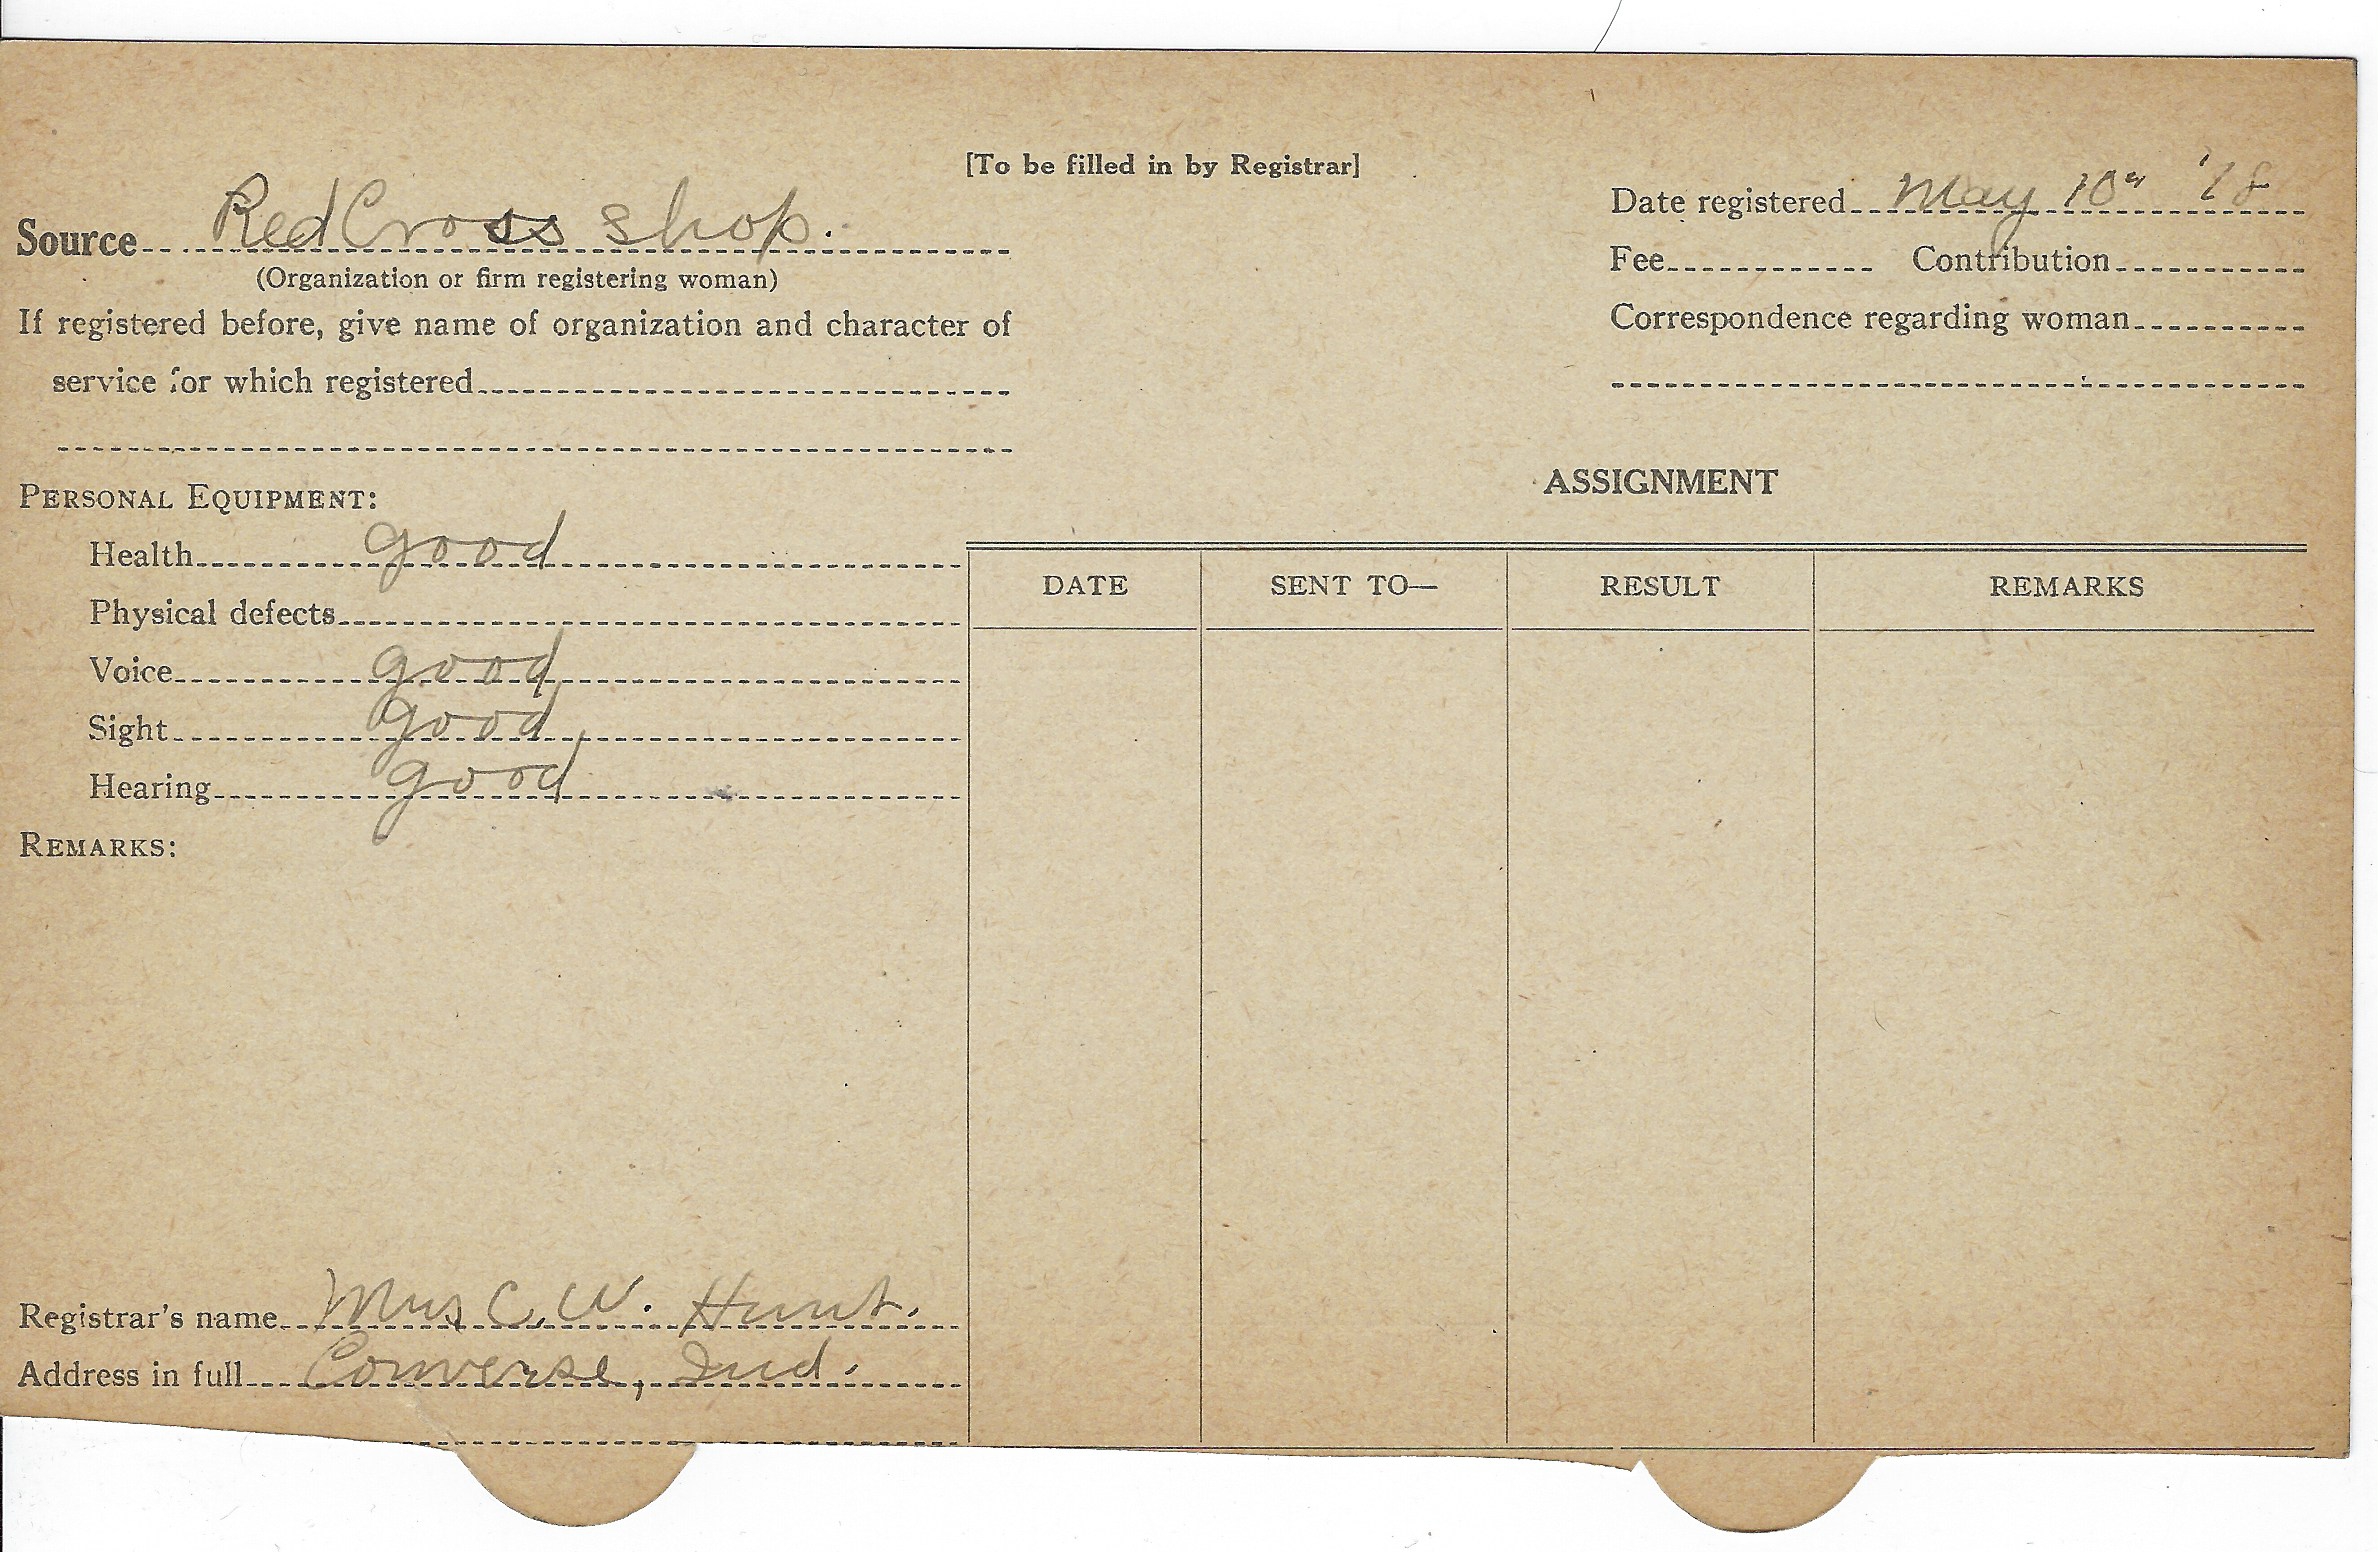 [To be filled in by Registrar]
Source Red Cross shop.
(Organization or firm registering woman)
If registered before, give name of organization and character of
service for which registered
Date registered May 10" '18
Fee Contribution
Correspondence regarding woman
PERSONAL EQUIPMENT:
Health good
Physical defects
Voice good
Sight good
Hearing good
REMARKS:
Registrar's name Mrs C. W. Hunt.
Address in full Converse, Ind.
ASSIGNMENT
DATE SENT TO— RESULT REMARKS